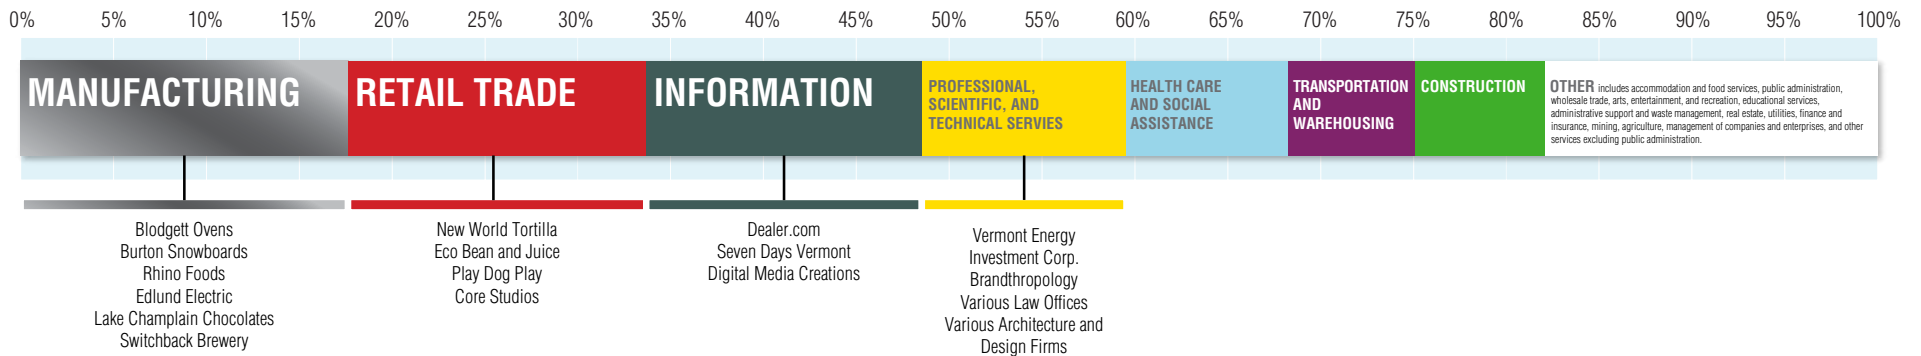 0% 5% 10% 15% 20% 25% 30% 35% 40% 45% 50% 55% 60% 65% 70% 75% 80% 85% 90% 95% 100%
MANUFACTURING
RETAIL TRADE
INFORMATION
PROFESSIONAL,
SCIENTIFIC, AND
TECHNICAL SERVIES
HEALTH CARE
AND SOCIAL
ASSISTANCE
TRANSPORTATION
AND
WAREHOUSING
CONSTRUCTION
OTHER includes accommodation and food services, public administration,
wholesale trade, arts, entertainment, and recreation, educational services,
administrative support and waste management, real estate, utilities, finance and
insurance, mining, agriculture, management of companies and enterprises, and other
services excluding public administration.
Blodgett Ovens
Burton Snowboards
Rhino Foods
Edlund Electric
Lake Champlain Chocolates
Switchback Brewery
New World Tortilla
Eco Bean and Juice
Play Dog Play
Core Studios
Dealer.com
Seven Days Vermont
Digital Media Creations
Vermont Energy
Investment Corp.
Brandthropology
Various Law Offices
Various Architecture and
Design Firms